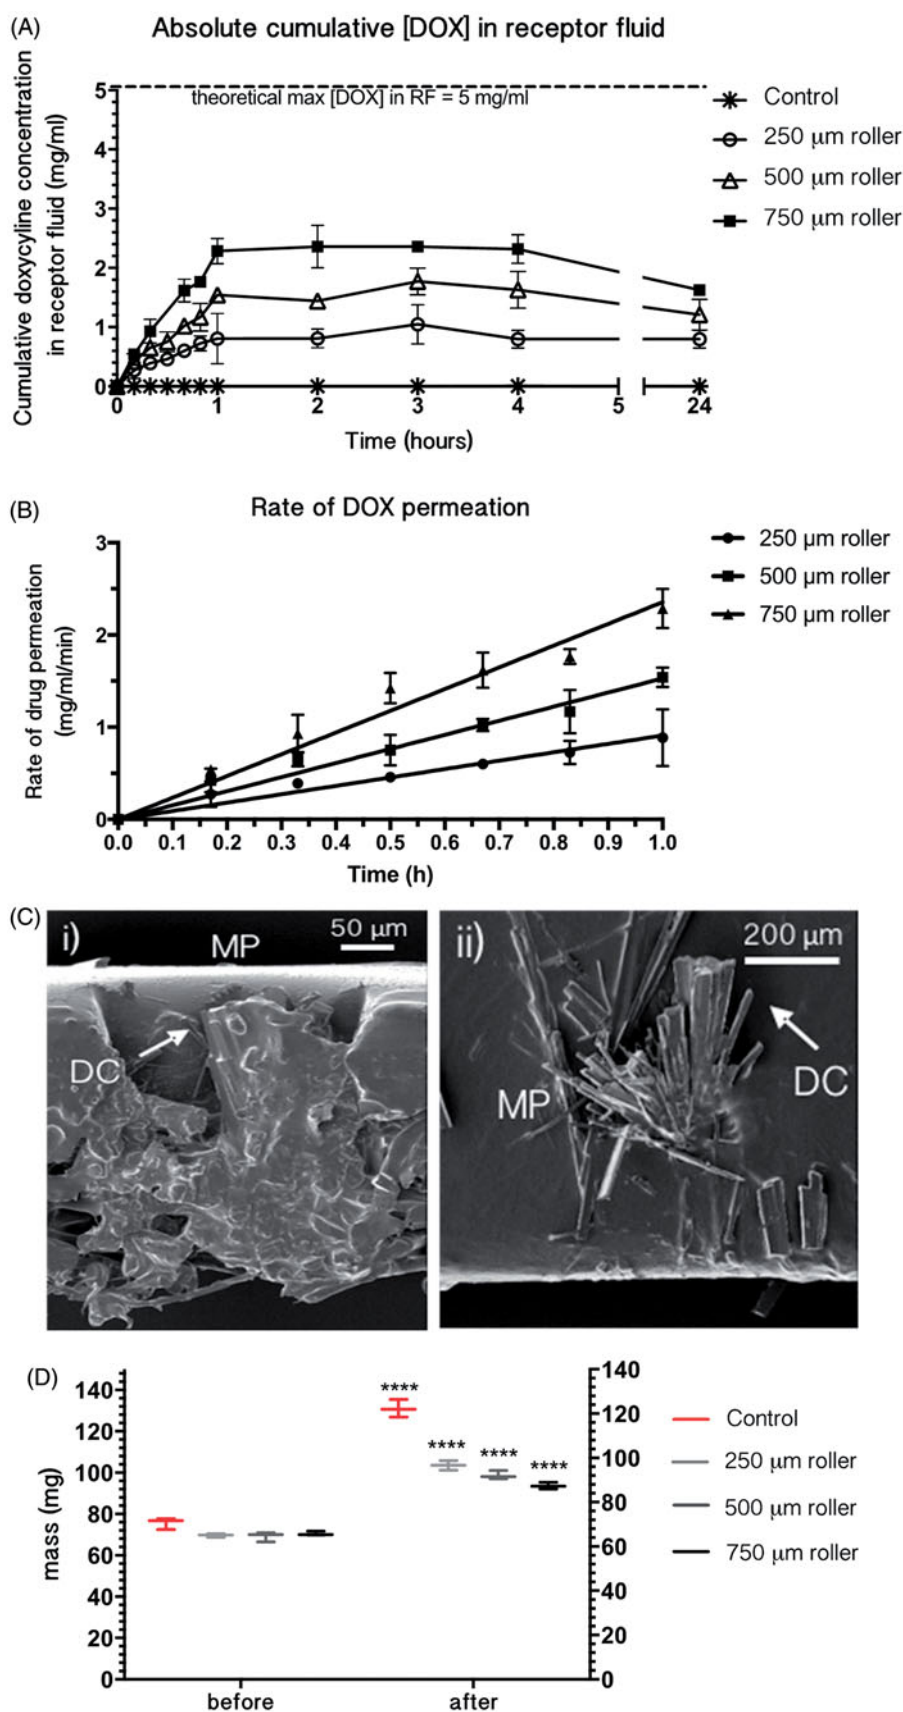 (A)
Absolute cumulative [DOX] in receptor fluid
Cumulative doxycyline concentration
in receptor fluid (mg/ml)
5
4
3
2
1
0
theoretical max [DOX] in RF = 5 mg/ml
0 1 2 3 4 5 24
Time (hours)
Control
250 µm roller
500 µm roller
750 µm roller
(B)
Rate of DOX permeation
Rate of drug permeation
(mg/ml/min)
3
2
1
0
0.0 0.1 0.2 0.3 0.4 0.5 0.6 0.7 0.8 0.9 1.0
Time (h)
250 µm roller
500 µm roller
750 µm roller
(C)
i)
MP
50 µm
DC
ii)
200 µm
MP
DC
(D)
mass (mg)
140
120
100
80
60
40
20
0
**** 
****
****
****
140
120
100
80
60
40
20
0
before after
Control
250 µm roller
500 µm roller
750 µm roller